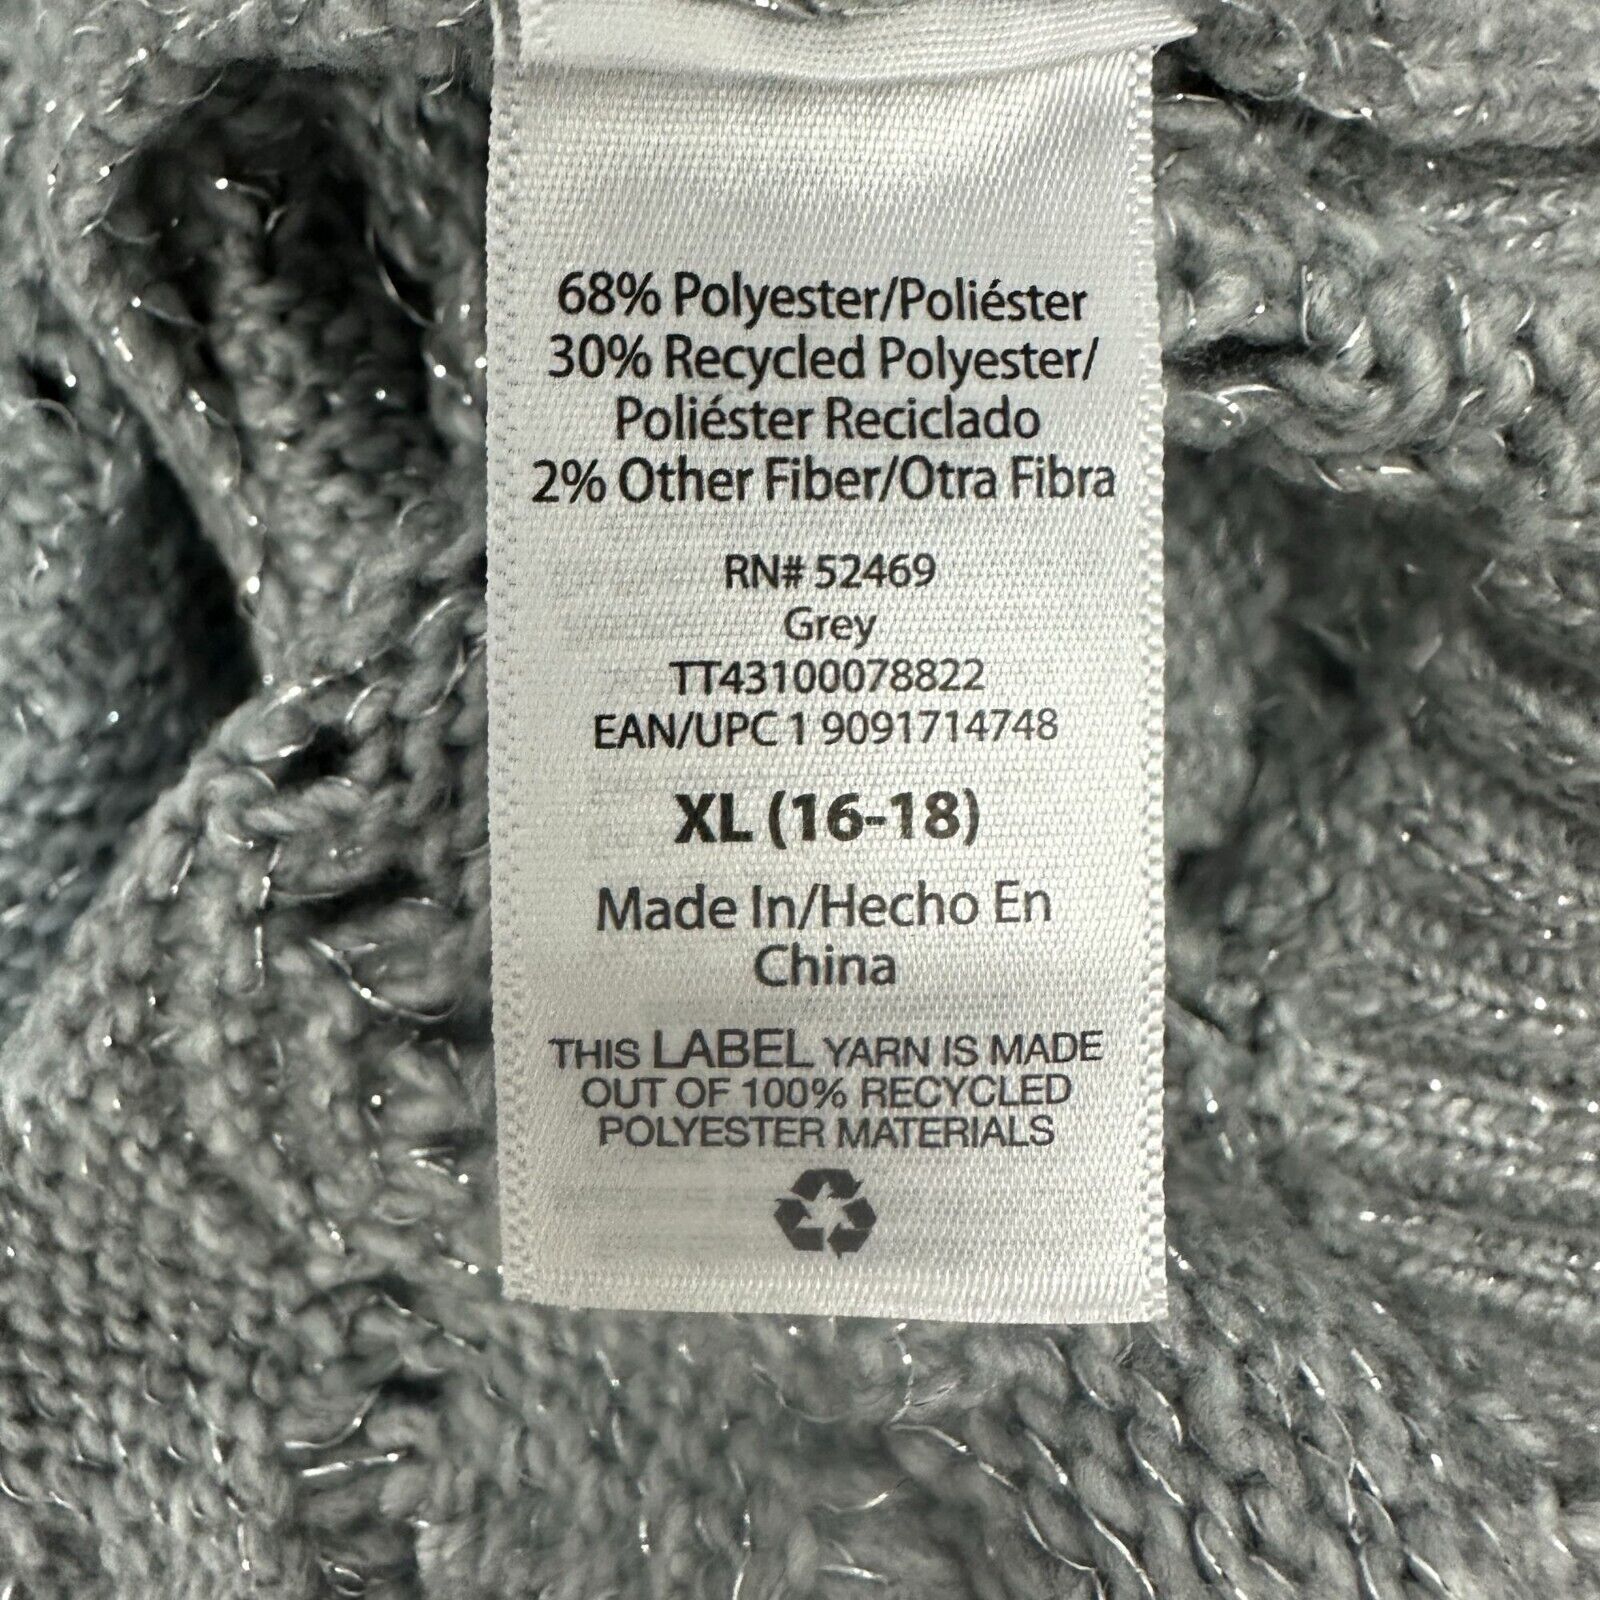 68% Polyester/Poliéster
30% Recycled Polyester/
Poliéster Reciclado
2% Other Fiber/Otra Fibra
RN# 52469
Grey
TT43100078822
EAN/UPC 1 9091714748
XL (16-18)
Made In/Hecho En
China
THIS LABEL YARN IS MADE
OUT OF 100% RECYCLED
POLYESTER MATERIALS